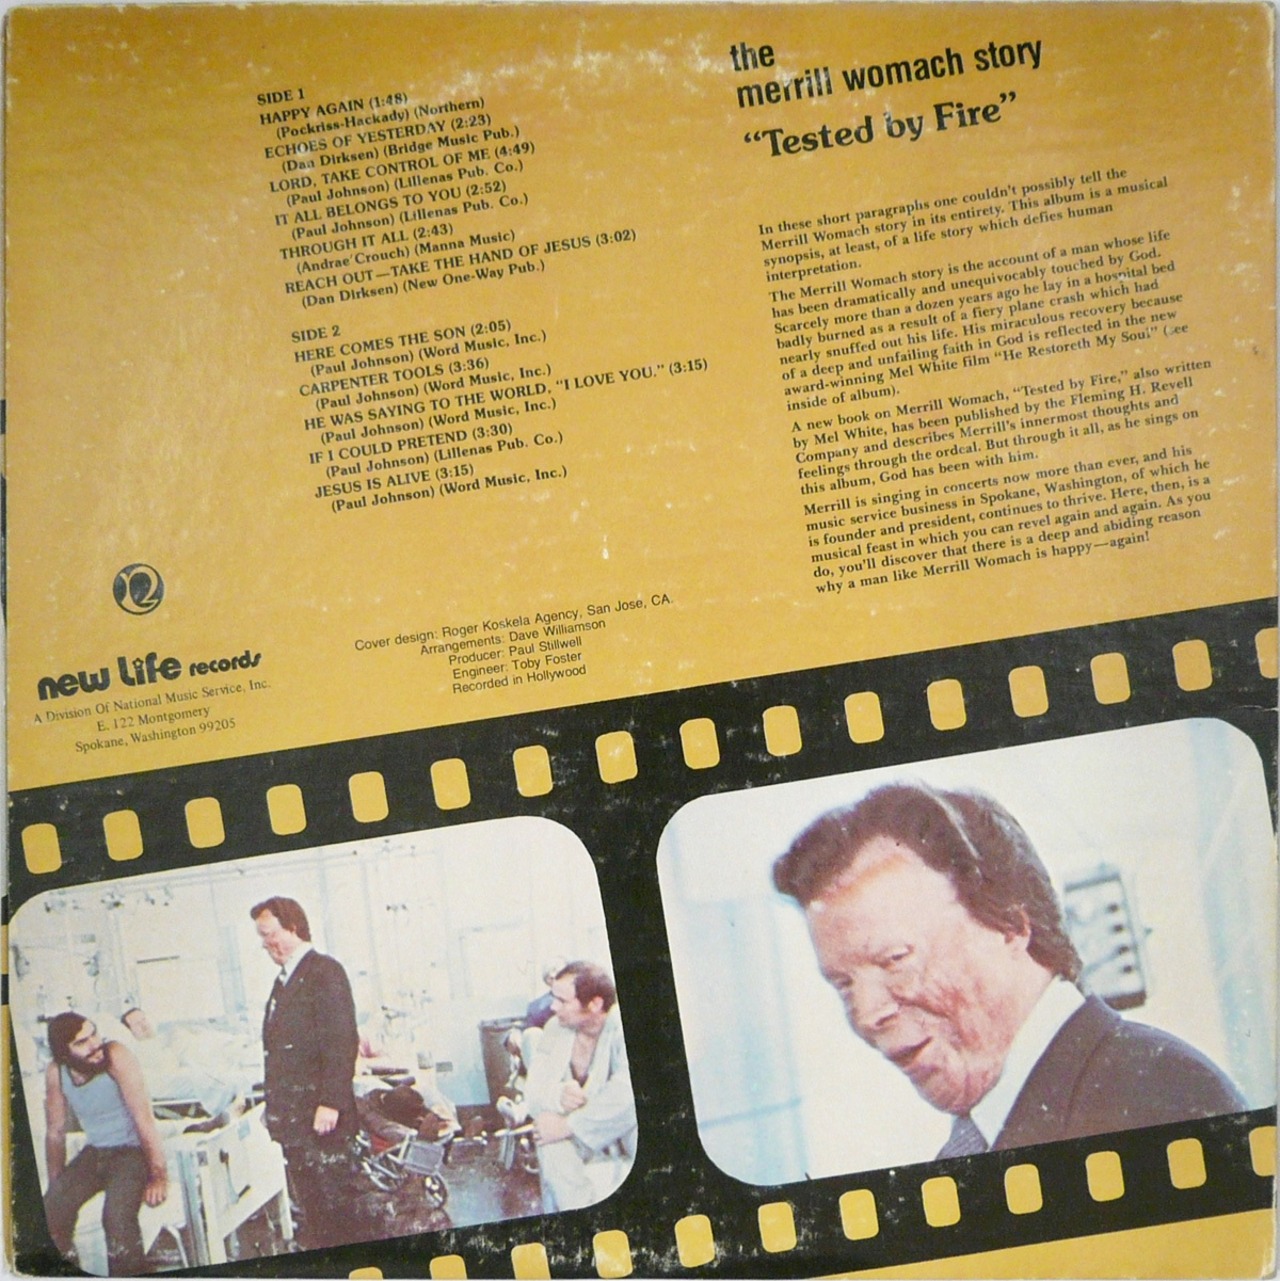 SIDE 1
HAPPY AGAIN (1:48)
(Pockriss-Hackady) (Northern)
ECHOES OF YESTERDAY (2:23)
(Dan Dirksen) (Bridge Music Pub.)
LORD, TAKE CONTROL OF ME (4:49)
(Paul Johnson) (Lillenas Pub. Co.)
IT ALL BELONGS TO YOU (2:52)
(Paul Johnson) (Lillenas Pub. Co.)
THROUGH IT ALL (2:43)
(Andrae' Crouch) (Manna Music)
REACH OUT—TAKE THE HAND OF JESUS (3:02)
(Dan Dirksen) (New One-Way Pub.)
SIDE 2
HERE COMES THE SON (2:05)
(Paul Johnson) (Word Music, Inc.)
CARPENTER TOOLS (3:36)
(Paul Johnson) (Word Music, Inc.)
HE WAS SAYING TO THE WORLD, "I LOVE YOU." (3:15)
(Paul Johnson) (Word Music, Inc.)
IF I COULD PRETEND (3:30)
(Paul Johnson) (Lillenas Pub. Co.)
JESUS IS ALIVE (3:15)
(Paul Johnson) (Word Music, Inc.)
the
merrill womach story
"Tested by Fire"
In these short paragraphs one couldn't possibly tell the
Merrill Womach story in its entirety. This album is a musical
synopsis, at least, of a life story which defies human
interpretation.
The Merrill Womach story is the account of a man whose life
has been dramatically and unequivocably touched by God.
Scarcely more than a dozen years ago he lay in a hospital bed
badly burned as a result of a fiery plane crash which had
nearly snuffed out his life. His miraculous recovery because
of a deep and unfailing faith in God is reflected in the new
award-winning Mel White film "He Restoreth My Soul" (see
inside of album).
A new book on Merrill Womach, "Tested by Fire," also written
by Mel White, has been published by the Fleming H. Revell
Company and describes Merrill's innermost thoughts and
feelings through the ordeal. But through it all, as he sings on
this album, God has been with him.
Merrill is singing in concerts now more than ever, and his
music service business in Spokane, Washington, of which he
is founder and president, continues to thrive. Here, then, is a
musical feast in which you can revel again and again. As you
do, you'll discover that there is a deep and abiding reason
why a man like Merrill Womach is happy—again!
new life records
A Division Of National Music Service, Inc.
E. 122 Montgomery
Spokane, Washington 99205
Cover design: Roger Koskela Agency, San Jose, CA.
Arrangements: Dave Williamson
Producer: Paul Stillwell
Engineer: Toby Foster
Recorded in Hollywood